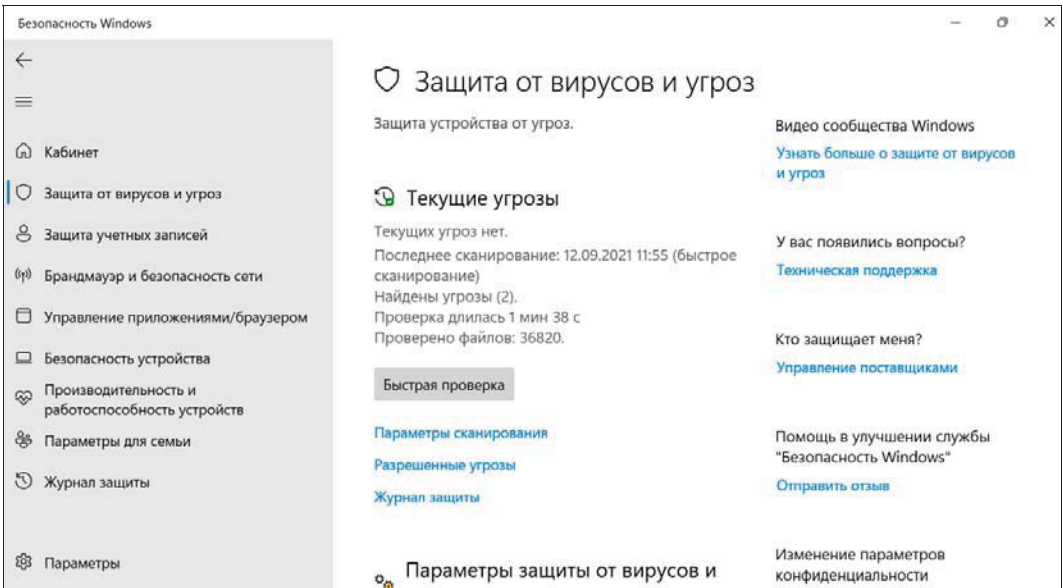 Безопасность Windows
Кабинет
Защита от вирусов и угроз
Защита учетных записей
Брандмауэр и безопасность сети
Управление приложениями/браузером
Безопасность устройства
Производительность и
работоспособность устройств
Параметры для семьи
Журнал защиты
Параметры
Защита от вирусов и угроз
Защита устройства от угроз.
Текущие угрозы
Текущих угроз нет.
Последнее сканирование: 12.09.2021 11:55 (быстрое
сканирование)
Найдены угрозы (2).
Проверка длилась 1 мин 38 с
Проверено файлов: 36820.
Быстрая проверка
Параметры сканирования
Разрешенные угрозы
Журнал защиты
Параметры защиты от вирусов и
Видео сообщества Windows
Узнать больше о защите от вирусов
и угроз
У вас появились вопросы?
Техническая поддержка
Кто защищает меня?
Управление поставщиками
Помощь в улучшении службы
"Безопасность Windows"
Отправить отзыв
Изменение параметров
конфиденциальности